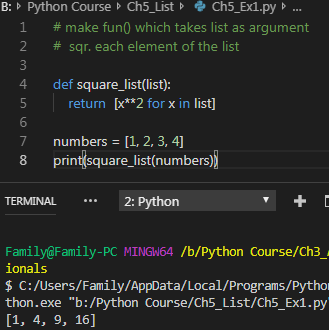 B: > Python Course > Ch5_List > Ch5_Ex1.py > ...
1 # make fun() which takes list as argument
2 #  sqr. each element of the list
3
4 def square_list(list):
5     return  [x**2 for x in list]
6
7 numbers = [1, 2, 3, 4]
8 print(square_list(numbers))
TERMINAL ... 2: Python
Family@Family-PC MINGW64 /b/Python Course/Ch3_
ionals
$ C:/Users/Family/AppData/Local/Programs/Python
thon.exe "b:/Python Course/Ch5_List/Ch5_Ex1.py"
[1, 4, 9, 16]